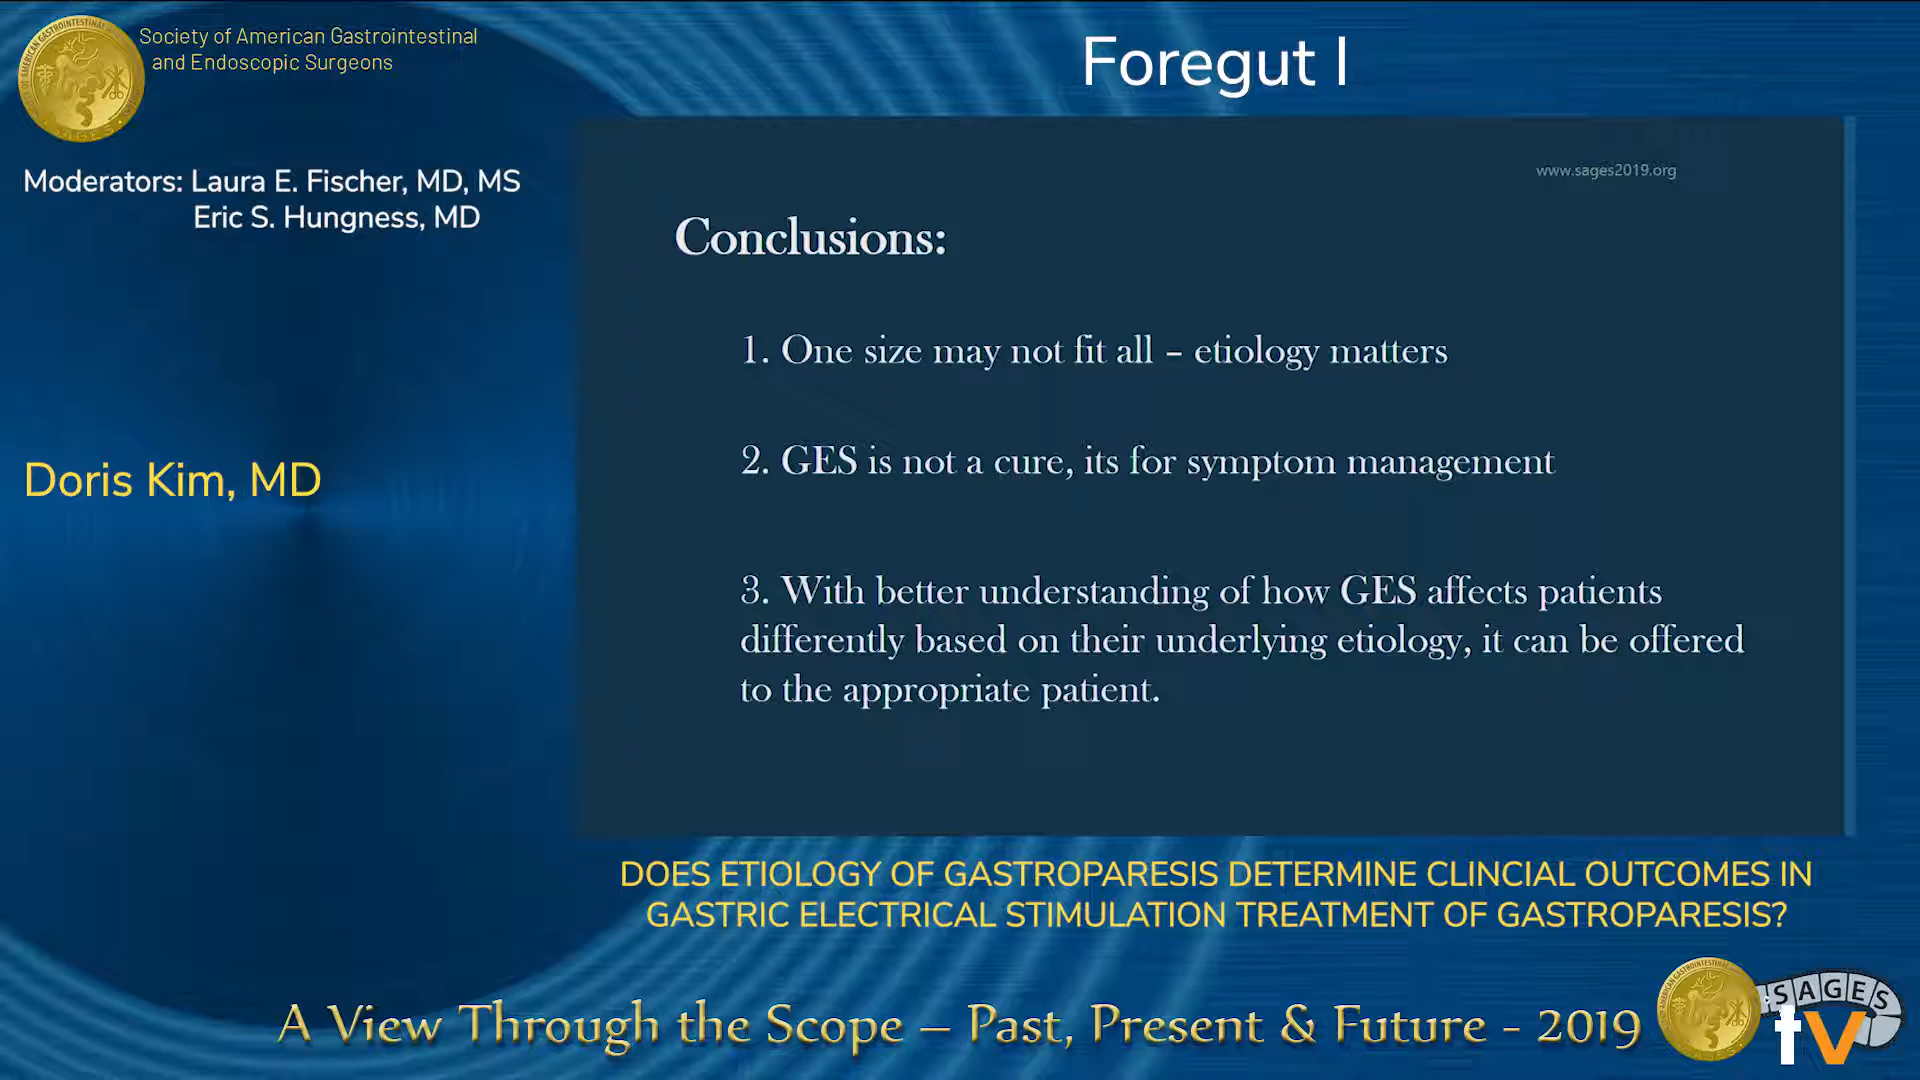 Society of American Gastrointestinal
and Endoscopic Surgeons
Foregut I
Moderators: Laura E. Fischer, MD, MS
Eric S. Hungness, MD
www.sages2019.org
Conclusions:
1. One size may not fit all – etiology matters
2. GES is not a cure, its for symptom management
3. With better understanding of how GES affects patients
differently based on their underlying etiology, it can be offered
to the appropriate patient.
Doris Kim, MD
DOES ETIOLOGY OF GASTROPARESIS DETERMINE CLINCIAL OUTCOMES IN
GASTRIC ELECTRICAL STIMULATION TREATMENT OF GASTROPARESIS?
A View Through the Scope – Past, Present & Future - 2019
SAGES
tv